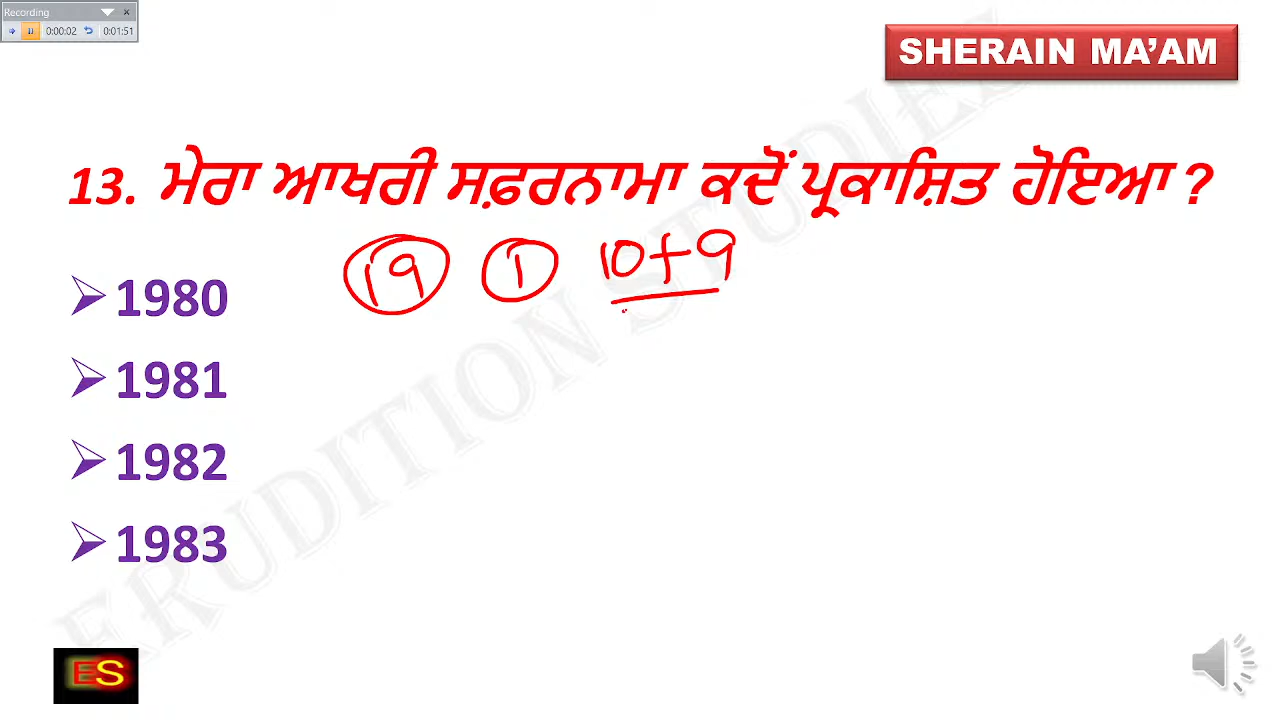 Recording
0:00:02 0:01:51
SHERAIN MA’AM
13. ਮੇਰਾ ਆਖਰੀ ਸਫ਼ਰਨਾਮਾ ਕਦੋਂ ਪ੍ਰਕਾਸ਼ਿਤ ਹੋਇਆ ?
19 1 10+9
1980
1981
1982
1983
ERUDITION STUDIES
ES